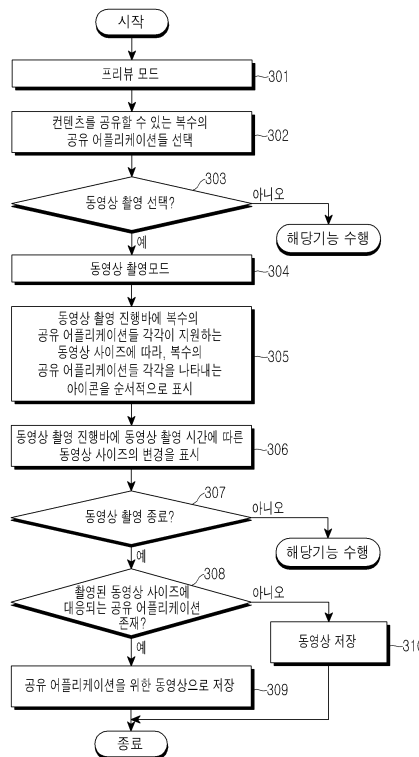 시작
프리뷰 모드
301
컨텐츠를 공유할 수 있는 복수의
공유 어플리케이션들 선택
302
303
동영상 촬영 선택?
아니오
예
해당기능 수행
동영상 촬영모드
304
동영상 촬영 진행바에 복수의
공유 어플리케이션들 각각이 지원하는
동영상 사이즈에 따라, 복수의
공유 어플리케이션들 각각을 나타내는
아이콘을 순서적으로 표시
305
동영상 촬영 진행바에 동영상 촬영 시간에 따른
동영상 사이즈의 변경을 표시
306
307
동영상 촬영 종료?
아니오
예
해당기능 수행
308
촬영된 동영상 사이즈에
대응되는 공유 어플리케이션
존재?
아니오
예
동영상 저장
310
공유 어플리케이션을 위한 동영상으로 저장
309
종료